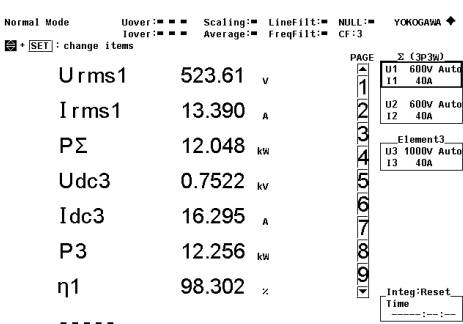 Normal Mode Uover:▪▪▪ Scaling:▪ LineFilt:▪ NULL:▪ YOKOGAWA ◆
Iover:▪▪▪ Average:▪ FreqFilt:▪ CF:3
+ SET : change items
PAGE Σ (3P3W)
U1 600V Auto
I1 40A
U2 600V Auto
I2 40A
Element3
U3 1000V Auto
I3 40A
Urms1 523.61 V
Irms1 13.390 A
PΣ 12.048 kW
Udc3 0.7522 kV
Idc3 16.295 A
P3 12.256 kW
η1 98.302 %
-----
1
2
3
4
5
6
7
8
9
Integ:Reset
Time
-----:--:--